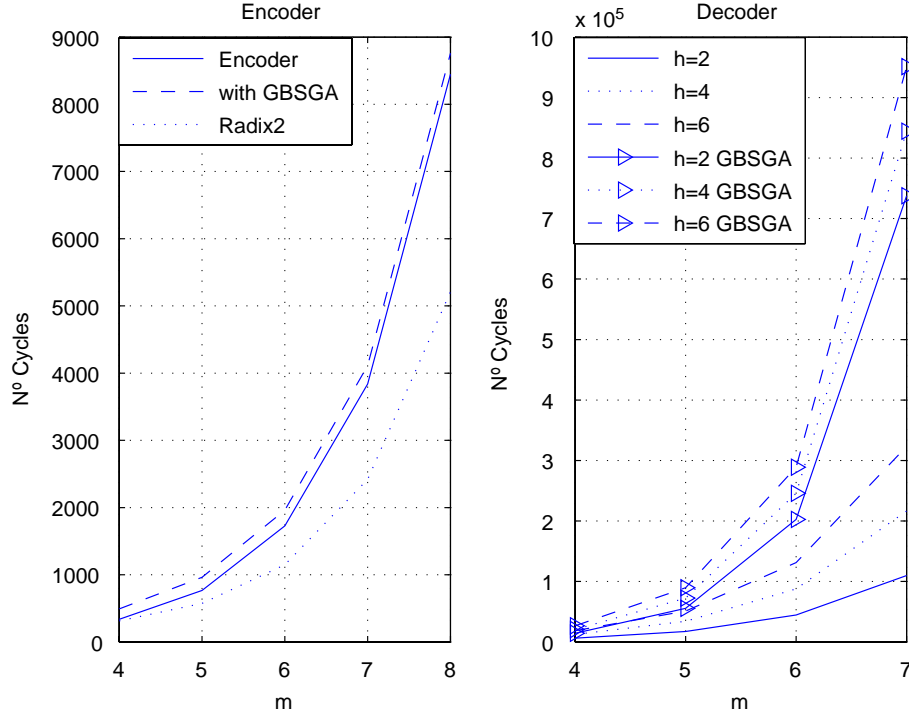 Encoder
9000
8000
7000
6000
5000
4000
3000
2000
1000
0
Nº Cycles
Encoder
with GBSGA
Radix2
4 5 6 7 8
m
Decoder
x 10⁵
10
9
8
7
6
5
4
3
2
1
0
Nº Cycles
h=2
h=4
h=6
h=2 GBSGA
h=4 GBSGA
h=6 GBSGA
4 5 6 7
m